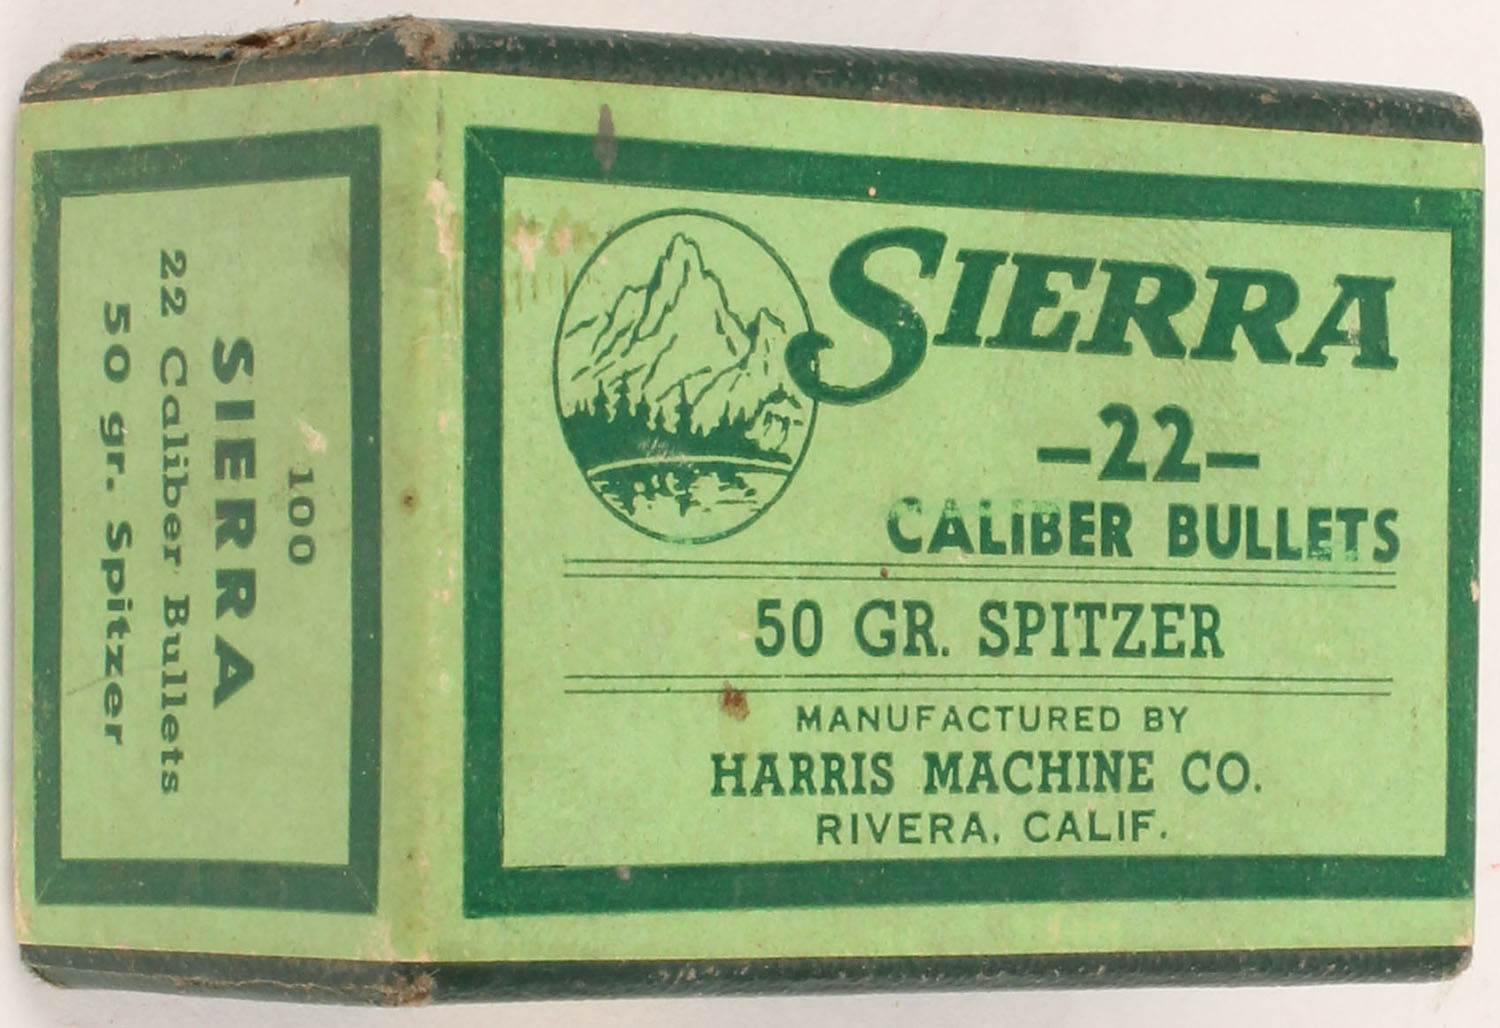 100
SIERRA
22 Caliber Bullets
50 gr. Spitzer
SIERRA
-22-
CALIBER BULLETS
50 GR. SPITZER
MANUFACTURED BY
HARRIS MACHINE CO.
RIVERA, CALIF.